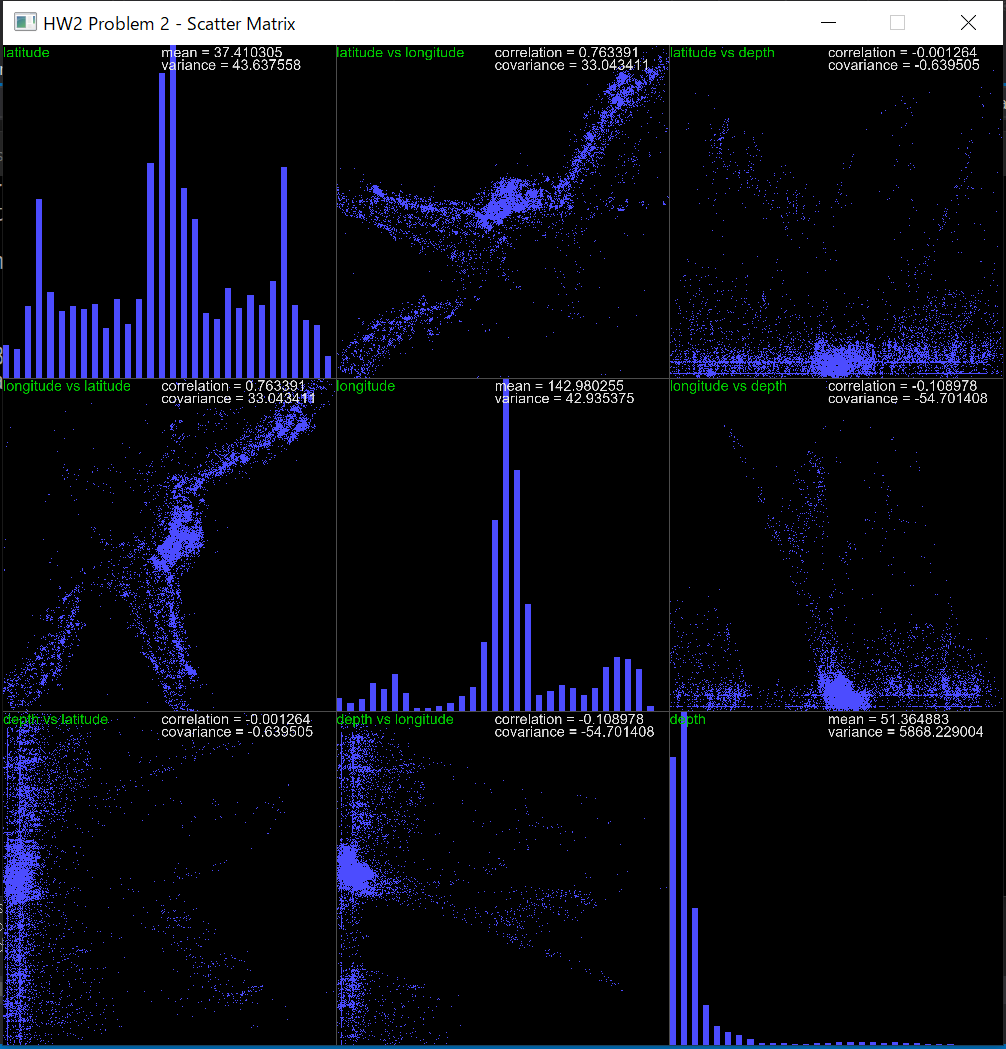 HW2 Problem 2 - Scatter Matrix
latitude
mean = 37.410305
variance = 43.637558
latitude vs longitude
correlation = 0.763391
covariance = 33.043411
latitude vs depth
correlation = -0.001264
covariance = -0.639505
longitude vs latitude
correlation = 0.763391
covariance = 33.043411
longitude
mean = 142.980255
variance = 42.935375
longitude vs depth
correlation = -0.108978
covariance = -54.701408
depth vs latitude
correlation = -0.001264
covariance = -0.639505
depth vs longitude
correlation = -0.108978
covariance = -54.701408
depth
mean = 51.364883
variance = 5868.229004